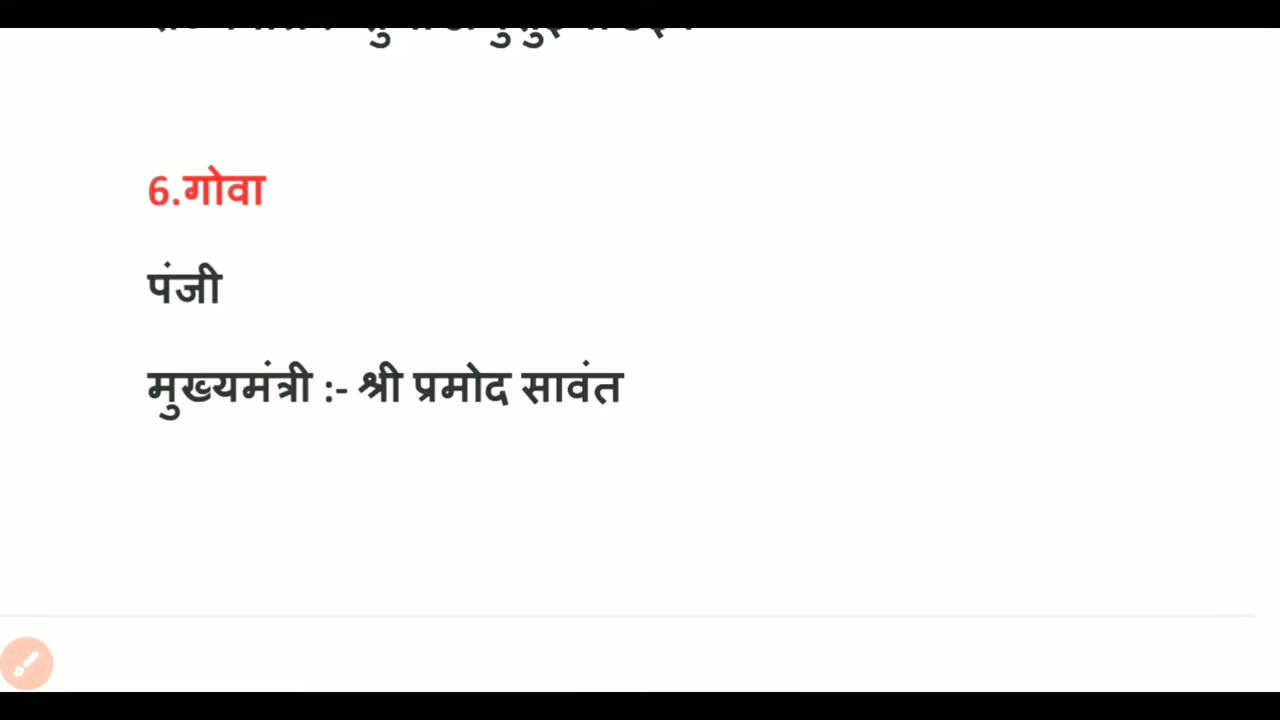 6.गोवा
पंजी
मुख्यमंत्री :- श्री प्रमोद सावंत